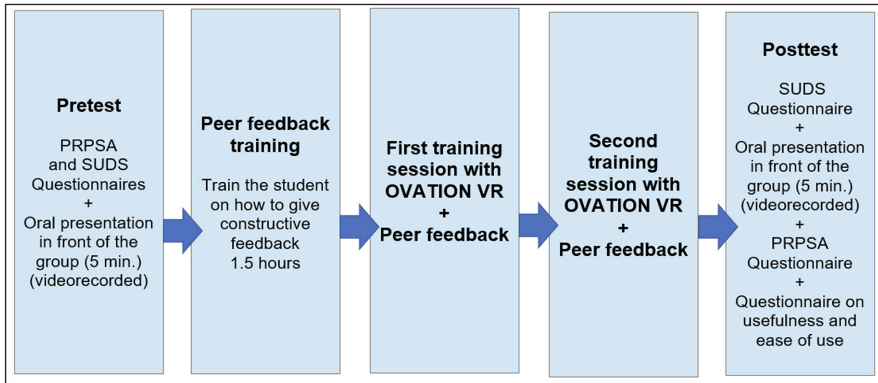 Pretest
PRPSA
and SUDS
Questionnaires
+
Oral presentation
in front of the
group (5 min.)
(videorecorded)
Peer feedback
training
Train the student
on how to give
constructive
feedback
1.5 hours
First training
session with
OVATION VR
+
Peer feedback
Second
training
session with
OVATION VR
+
Peer feedback
Posttest
SUDS
Questionnaire
+
Oral presentation
in front of the
group (5 min.)
(videorecorded)
+
PRPSA
Questionnaire
+
Questionnaire on
usefulness and
ease of use